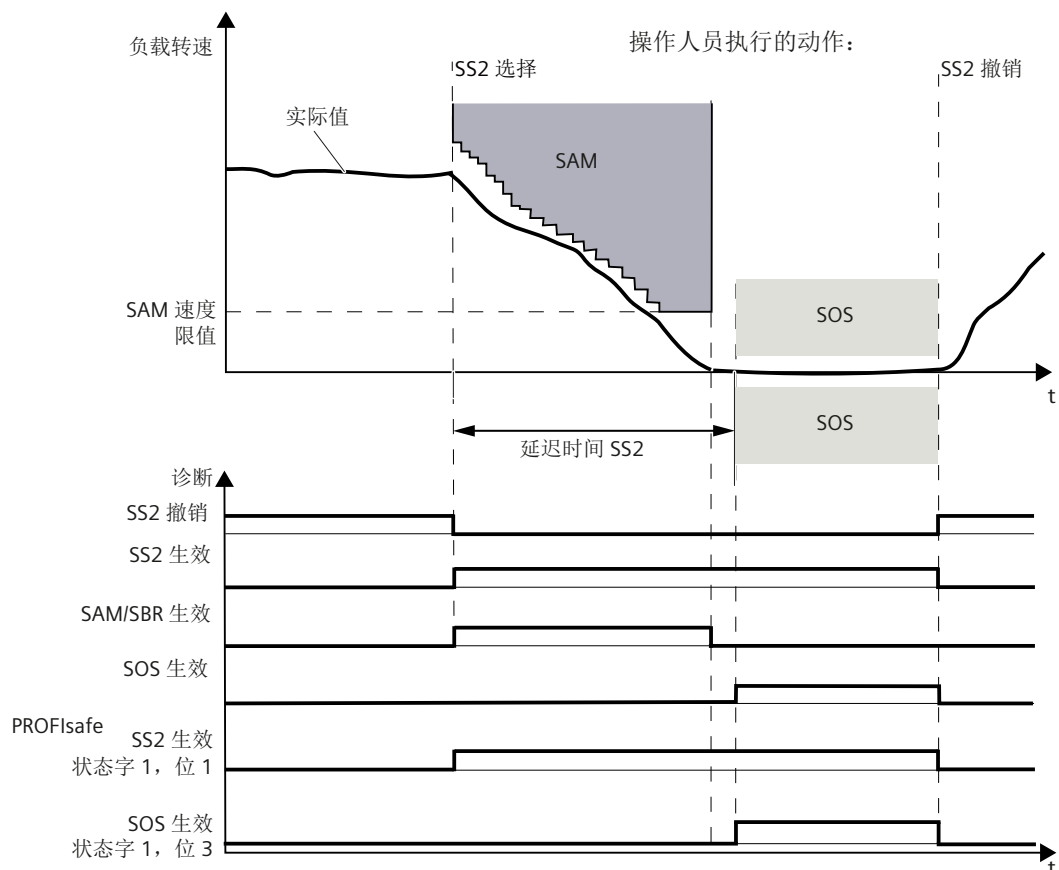 负载转速
操作人员执行的动作：
SS2 选择
SS2 撤销
实际值
SAM
SAM 速度
限值
SOS
t
SOS
延迟时间 SS2
诊断
SS2 撤销
SS2 生效
SAM/SBR 生效
SOS 生效
PROFIsafe
SS2 生效
状态字 1，位 1
SOS 生效
状态字 1，位 3
t